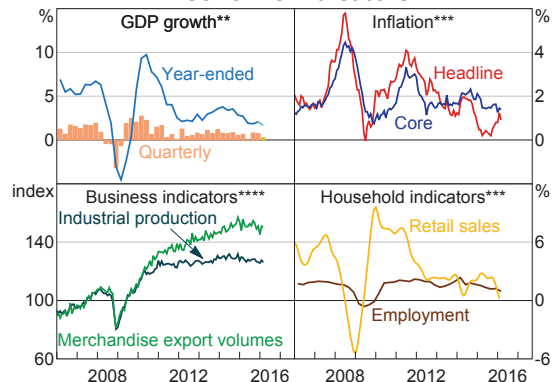 % GDP growth** Inflation*** %
10 Year-ended Headline 4
5 Core 2
0 Quarterly 0
index Business indicators**** Household indicators*** %
Industrial production Retail sales
140 6
100 0
Merchandise export volumes Employment
60 -6
2008 2012 2016 2008 2012 2016